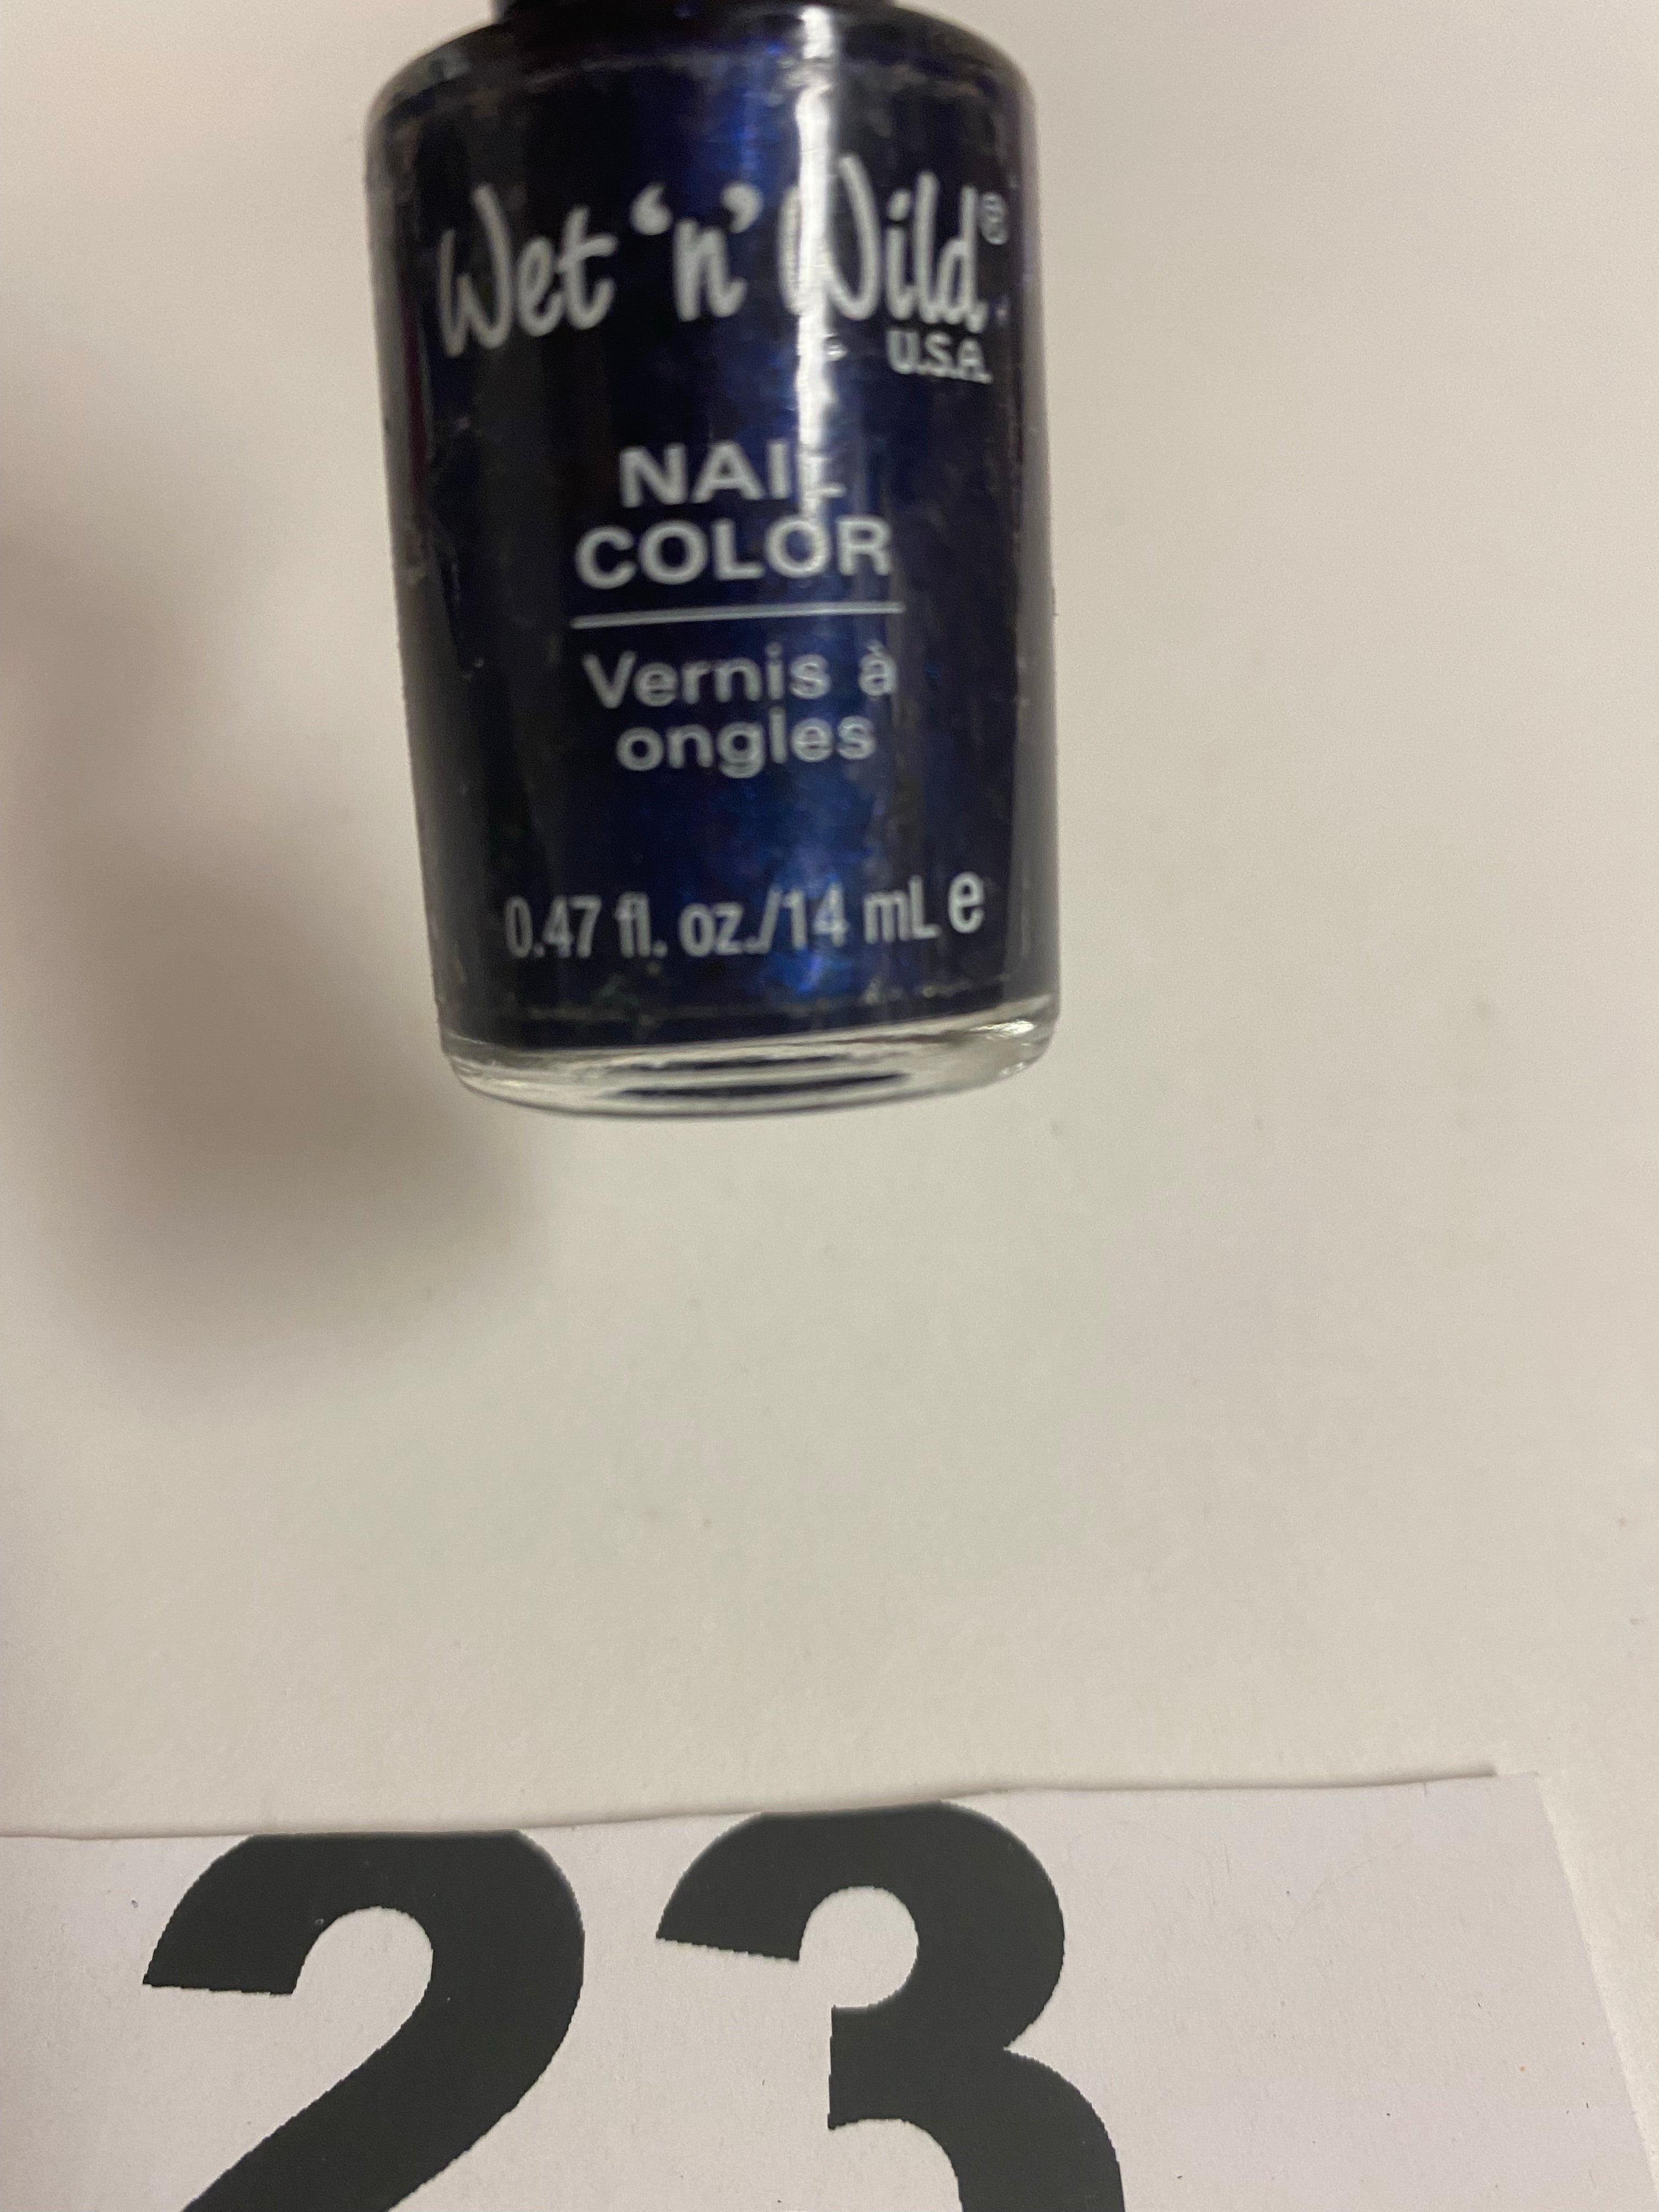 Wet 'n' Wild®
U.S.A.
NAIL
COLOR
Vernis à
ongles
0.47 fl. oz./14 mL e
23